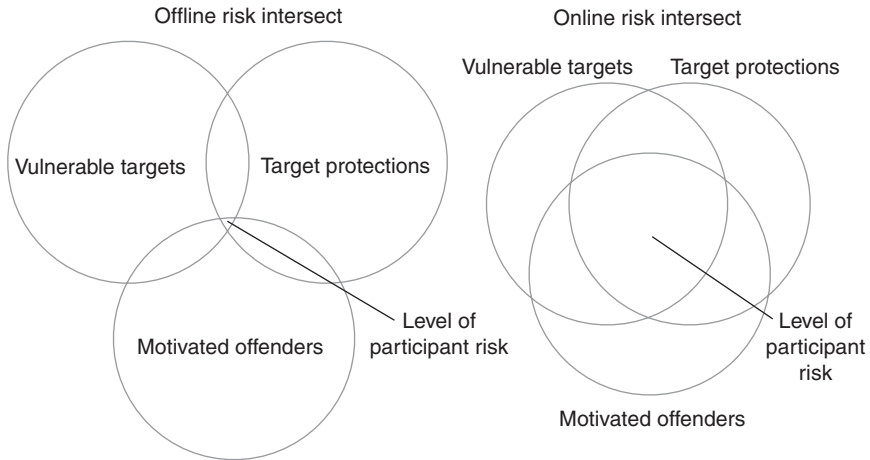 Offline risk intersect
Vulnerable targets
Target protections
Motivated offenders
Level of
participant risk
Online risk intersect
Vulnerable targets
Target protections
Level of
participant
risk
Motivated offenders